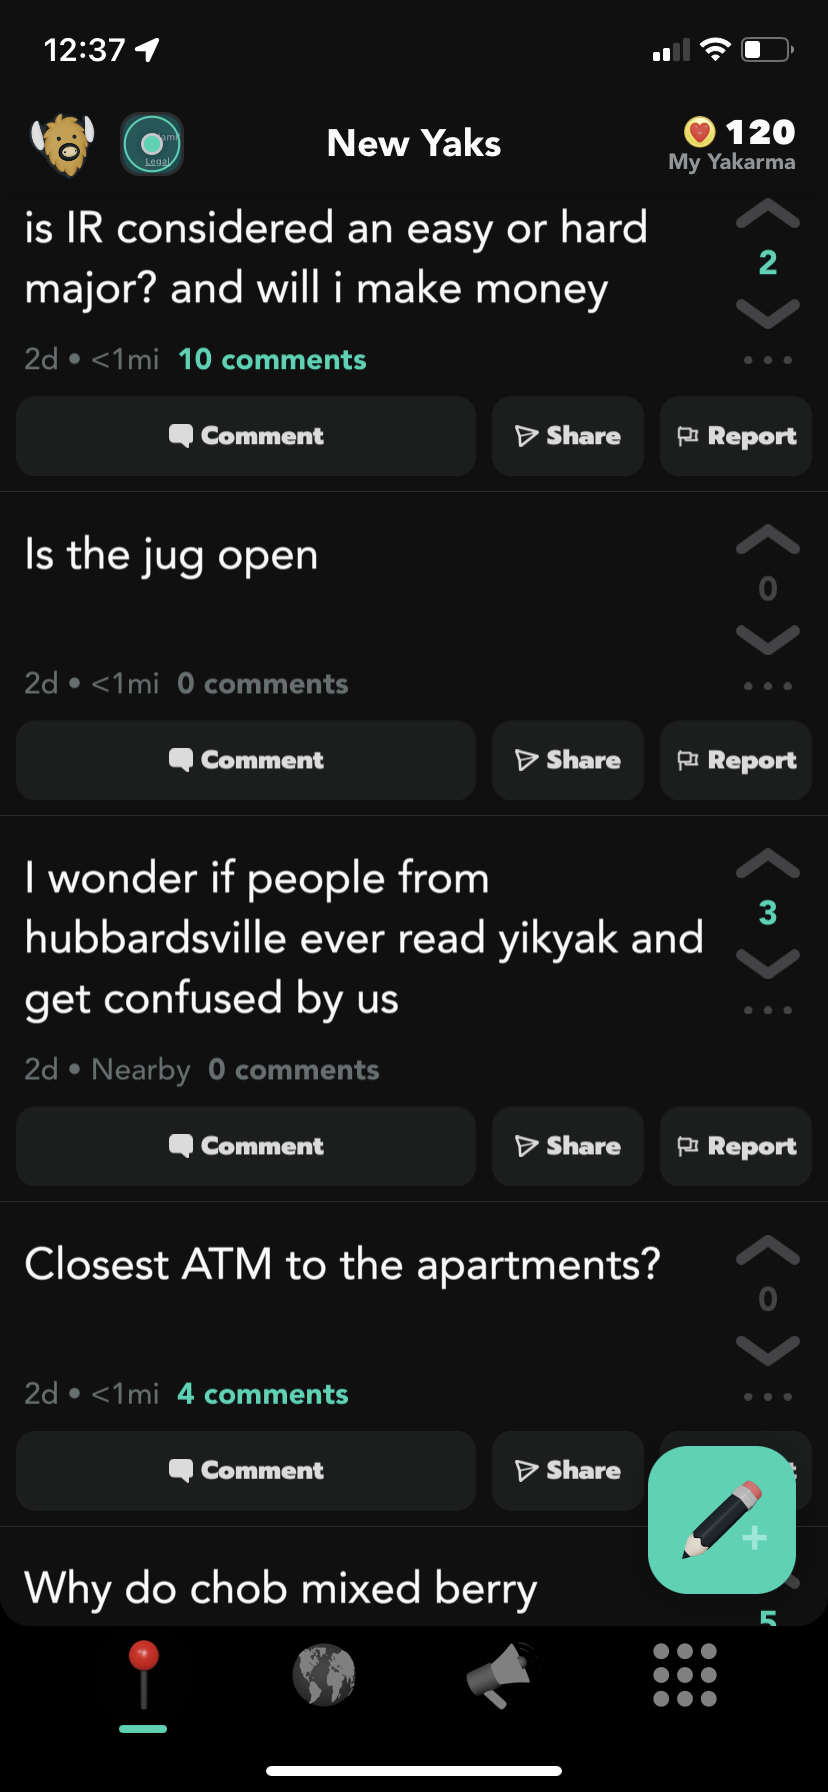 12:37
New Yaks
120
My Yakarma
Legal
is IR considered an easy or hard
major? and will i make money
2
2d • <1mi 10 comments
Comment Share Report
Is the jug open
0
2d • <1mi 0 comments
Comment Share Report
I wonder if people from
hubbardsville ever read yikyak and
get confused by us
3
2d • Nearby 0 comments
Comment Share Report
Closest ATM to the apartments?
0
2d • <1mi 4 comments
Comment Share
Why do chob mixed berry
5